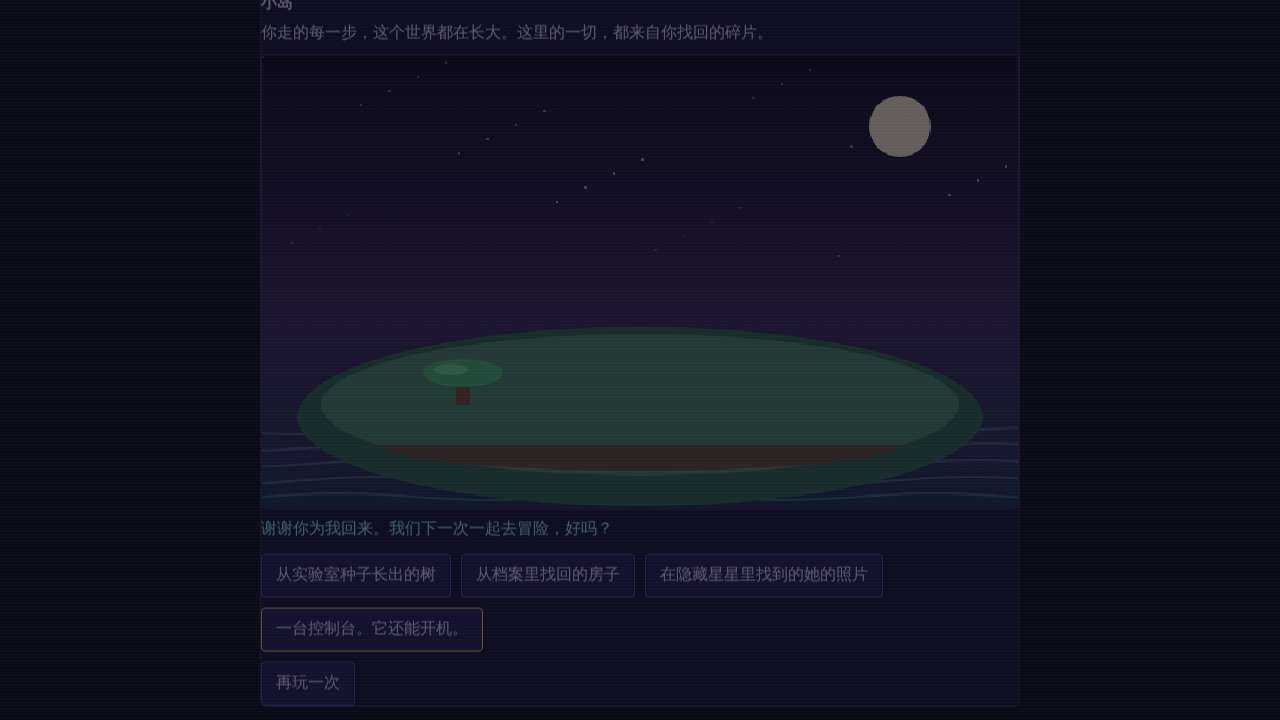 小岛
你走的每一步，这个世界都在长大。这里的一切，都来自你找回的碎片。
谢谢你为我回来。我们下一次一起去冒险，好吗？
从实验室种子长出的树
从档案里找回的房子
在隐藏星星里找到的她的照片
一台控制台。它还能开机。
再玩一次